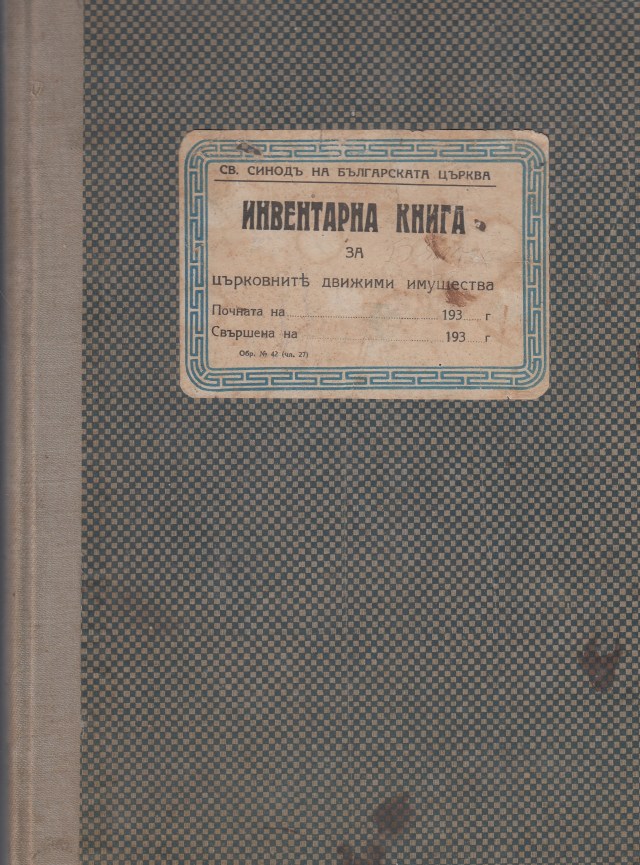 СВ. СИНОДЪ НА БЪЛГАРСКАТА ЦЪРКВА
ИНВЕНТАРНА КНИГА
ЗА
ЦЪРКОВНИТѢ ДВИЖИМИ ИМУЩЕСТВА
Почната на 193 г
Свършена на 193 г
Обр. № 42 (чл. 27)